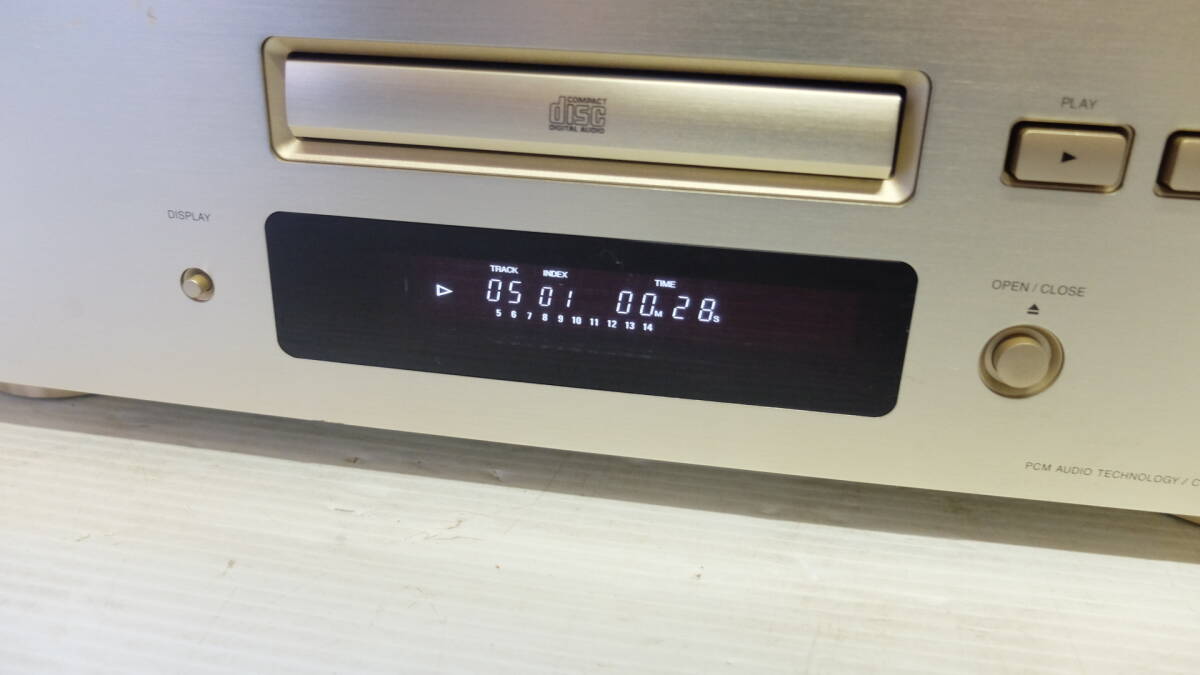 COMPACT
disc
DIGITAL AUDIO
PLAY
DISPLAY
TRACK INDEX TIME
05 01 00M 28S
5 6 7 8 9 10 11 12 13 14
OPEN / CLOSE
PCM AUDIO TECHNOLOGY / C